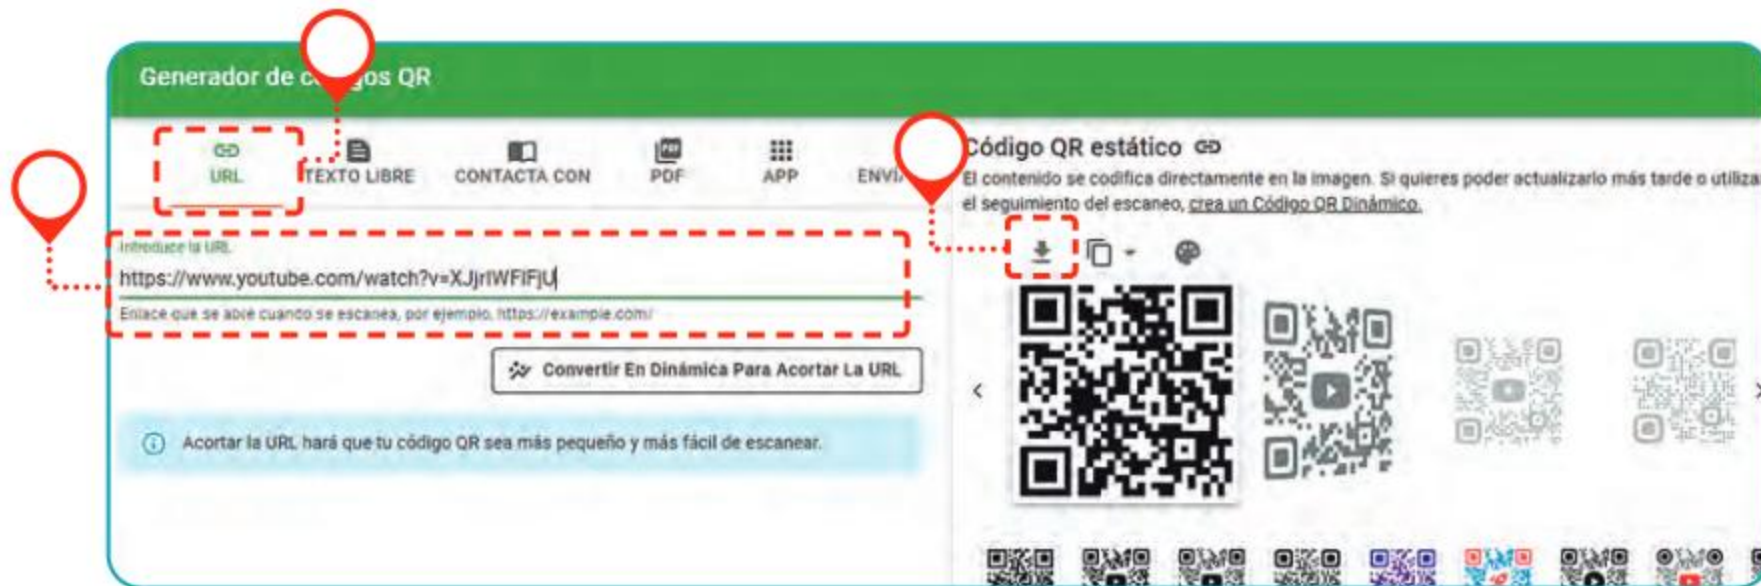 Generador de códigos QR
URL
TEXTO LIBRE
CONTACTA CON
PDF
PDF
APP
ENVÍA
Introduce la URL
https://www.youtube.com/watch?v=XJjrIWFIFjU
Enlace que se abre cuando se escanea, por ejemplo, https://example.com/
Convertir En Dinámica Para Acortar La URL
Acortar la URL hará que tu código QR sea más pequeño y más fácil de escanear.
Código QR estático
El contenido se codifica directamente en la imagen. Si quieres poder actualizarlo más tarde o utiliza
el seguimiento del escaneo, crea un Código QR Dinámico.